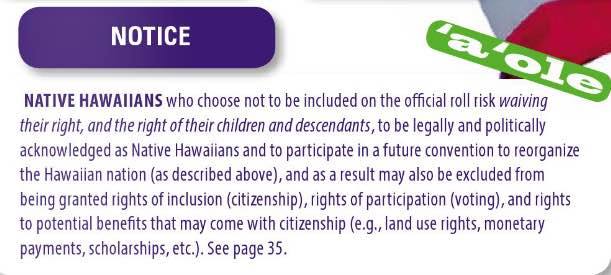 NOTICE
'a'ole
NATIVE HAWAIIANS who choose not to be included on the official roll risk waiving
their right, and the right of their children and descendants, to be legally and politically
acknowledged as Native Hawaiians and to participate in a future convention to reorganize
the Hawaiian nation (as described above), and as a result may also be excluded from
being granted rights of inclusion (citizenship), rights of participation (voting), and rights
to potential benefits that may come with citizenship (e.g., land use rights, monetary
payments, scholarships, etc.). See page 35.